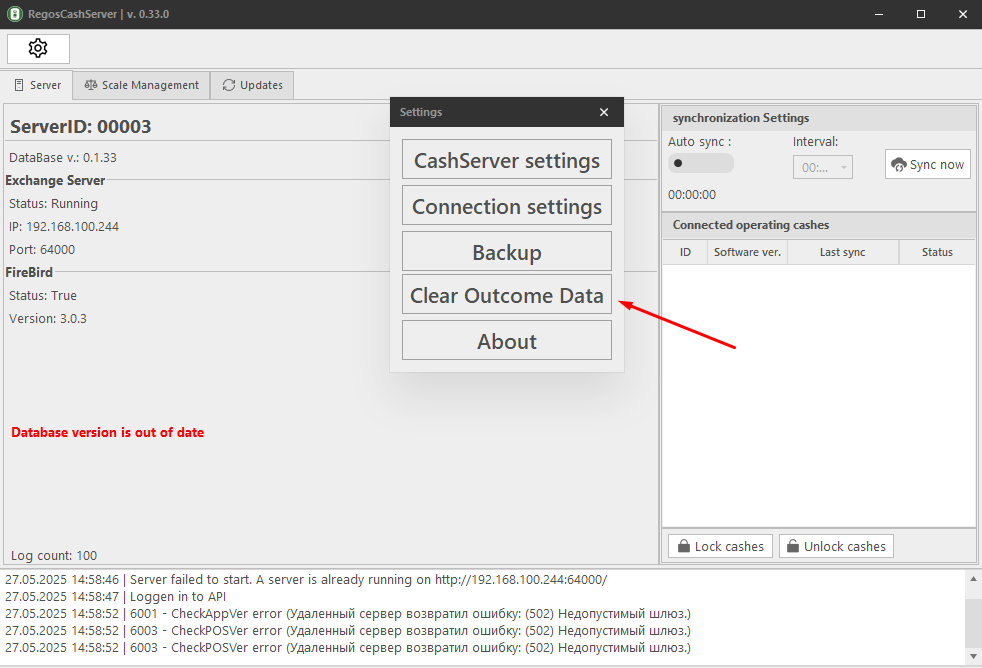 RegosCashServer | v. 0.33.0
Server
Scale Management
Updates
ServerID: 00003
DataBase v.: 0.1.33
Exchange Server
Status: Running
IP: 192.168.100.244
Port: 64000
FireBird
Status: True
Version: 3.0.3
Database version is out of date
Log count: 100
Settings
CashServer settings
Connection settings
Backup
Clear Outcome Data
About
synchronization Settings
Auto sync :
Interval:
00:...
Sync now
00:00:00
Connected operating cashes
ID
Software ver.
Last sync
Status
Lock cashes
Unlock cashes
27.05.2025 14:58:46 | Server failed to start. A server is already running on http://192.168.100.244:64000/
27.05.2025 14:58:47 | Loggen in to API
27.05.2025 14:58:52 | 6001 - CheckAppVer error (Удаленный сервер возвратил ошибку: (502) Недопустимый шлюз.)
27.05.2025 14:58:52 | 6003 - CheckPOSVer error (Удаленный сервер возвратил ошибку: (502) Недопустимый шлюз.)
27.05.2025 14:58:52 | 6003 - CheckPOSVer error (Удаленный сервер возвратил ошибку: (502) Недопустимый шлюз.)